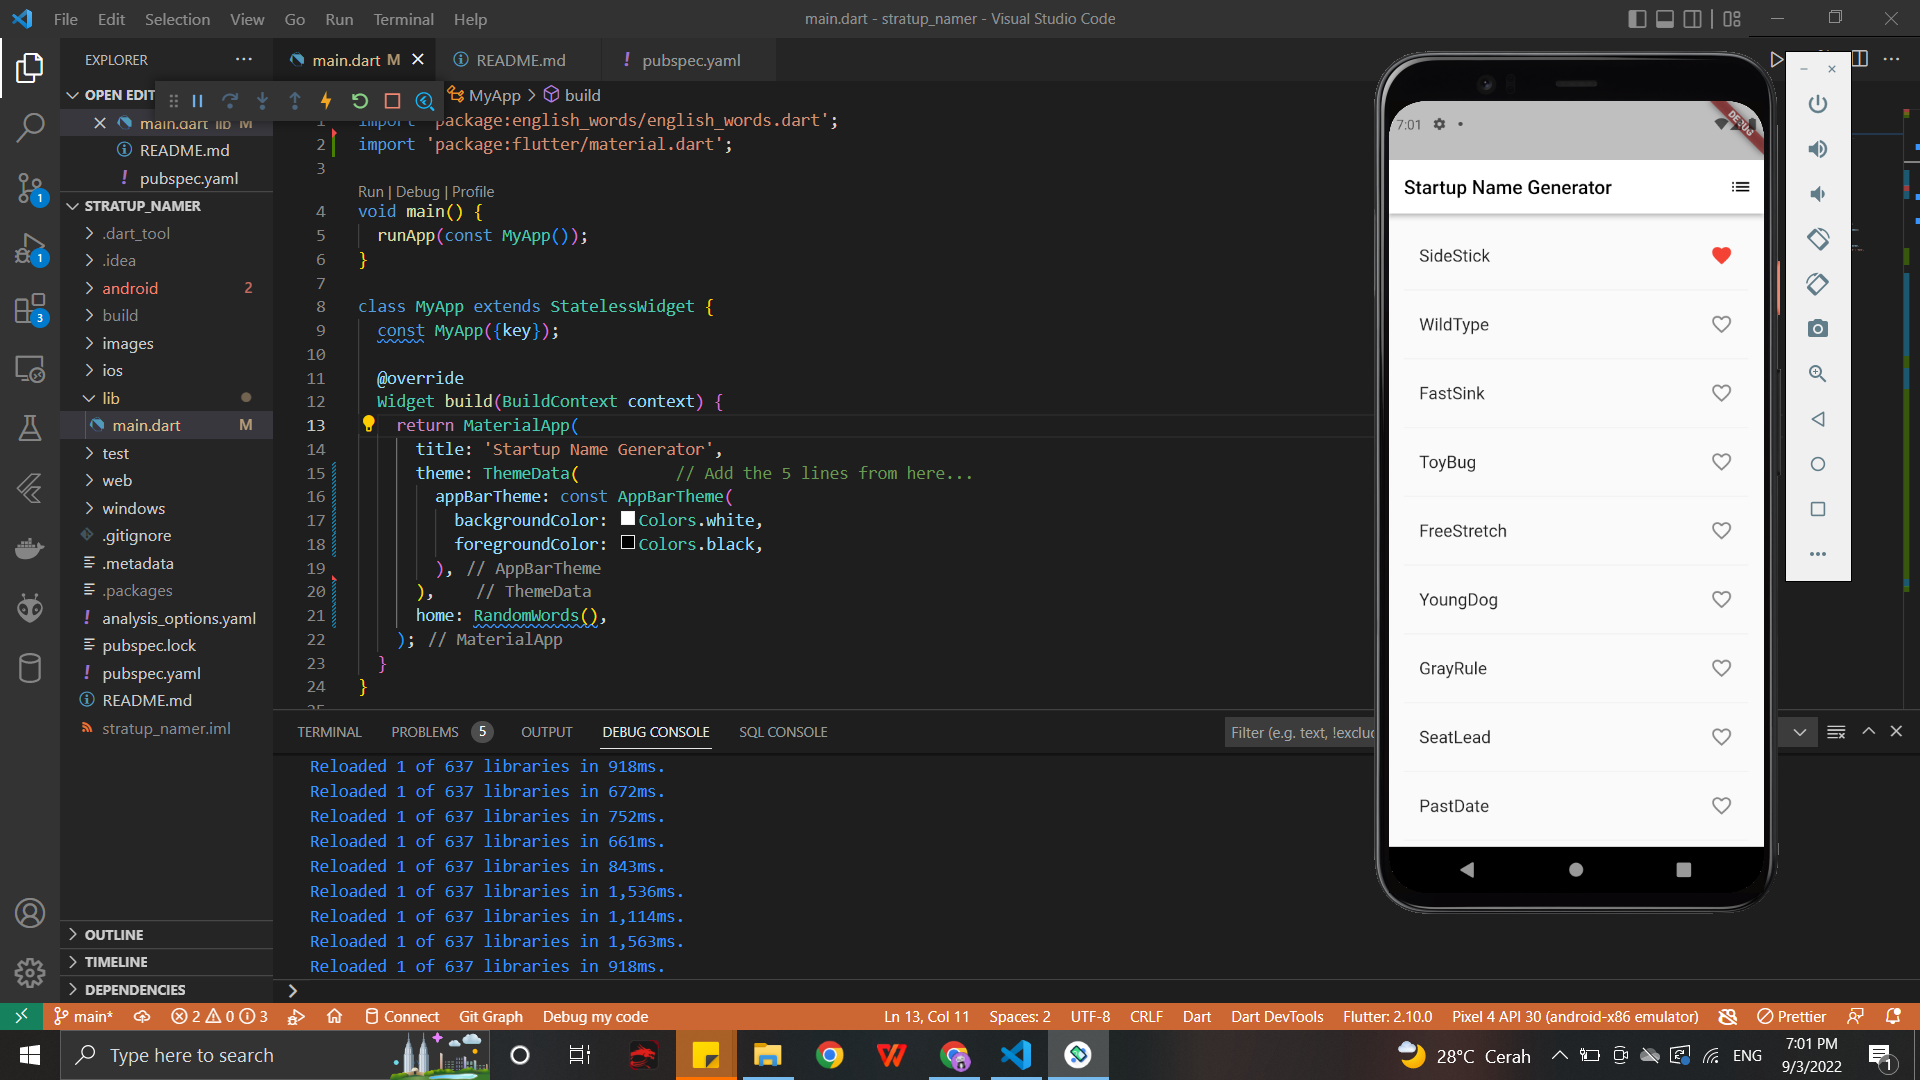 File Edit Selection View Go Run Terminal Help
main.dart - stratup_namer - Visual Studio Code
EXPLORER
main.dart M
README.md
! pubspec.yaml
OPEN EDIT
main.dart lib M
README.md
! pubspec.yaml
STRATUP_NAMER
.dart_tool
.idea
android 2
build
images
ios
lib
main.dart M
test
web
windows
.gitignore
.metadata
.packages
! analysis_options.yaml
pubspec.lock
! pubspec.yaml
README.md
stratup_namer.iml
OUTLINE
TIMELINE
DEPENDENCIES
1
1
3
MyApp > build
1 import 'package:english_words/english_words.dart';
2 import 'package:flutter/material.dart';
3
Run | Debug | Profile
4 void main() {
5 runApp(const MyApp());
6 }
7
8 class MyApp extends StatelessWidget {
9 const MyApp({key});
10
11 @override
12 Widget build(BuildContext context) {
13 return MaterialApp(
14 title: 'Startup Name Generator',
15 theme: ThemeData( // Add the 5 lines from here...
16 appBarTheme: const AppBarTheme(
17 backgroundColor: Colors.white,
18 foregroundColor: Colors.black,
19 ), // AppBarTheme
20 ), // ThemeData
21 home: RandomWords(),
22 ); // MaterialApp
23 }
24 }
TERMINAL PROBLEMS 5 OUTPUT DEBUG CONSOLE SQL CONSOLE
Filter (e.g. text, !exclu
Reloaded 1 of 637 libraries in 918ms.
Reloaded 1 of 637 libraries in 672ms.
Reloaded 1 of 637 libraries in 752ms.
Reloaded 1 of 637 libraries in 661ms.
Reloaded 1 of 637 libraries in 843ms.
Reloaded 1 of 637 libraries in 1,536ms.
Reloaded 1 of 637 libraries in 1,114ms.
Reloaded 1 of 637 libraries in 1,563ms.
Reloaded 1 of 637 libraries in 918ms.
7:01
DEBUG
Startup Name Generator
SideStick
WildType
FastSink
ToyBug
FreeStretch
YoungDog
GrayRule
SeatLead
PastDate
main* 2 0 3 Connect Git Graph Debug my code
Ln 13, Col 11 Spaces: 2 UTF-8 CRLF Dart Dart DevTools Flutter: 2.10.0 Pixel 4 API 30 (android-x86 emulator) Prettier
Type here to search
28°C Cerah
ENG
7:01 PM
9/3/2022
1